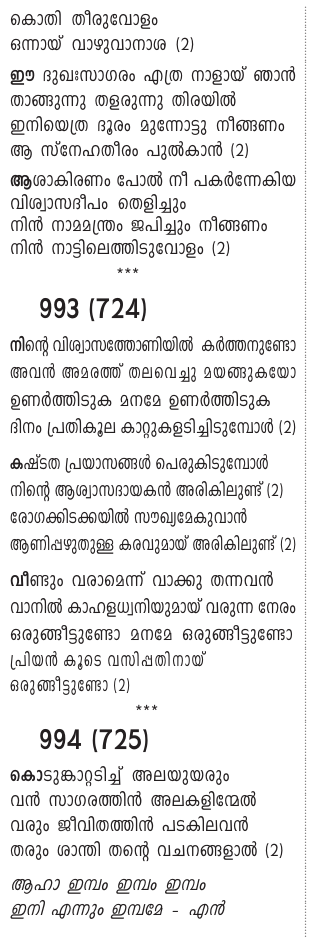 കൊതി തീരുവോളം
ഒന്നായ് വാഴുവാനാശ (2)
ഈ ദുഖഃസാഗരം എത്ര നാളായ് ഞാൻ
താങ്ങുന്നു തളരുന്നു തിരയിൽ
ഇനിയെത്ര ദൂരം മുന്നോട്ടു നീങ്ങണം
ആ സ്നേഹതീരം പുൽകാൻ (2)
ആശാകിരണം പോൽ നീ പകർന്നേകിയ
വിശ്വാസദീപം തെളിച്ചും
നിൻ നാമമന്ത്രം ജപിച്ചും നീങ്ങണം
നിൻ നാട്ടിലെത്തിടുവോളം (2)
***
993 (724)
നിന്റെ വിശ്വാസത്തോണിയിൽ കർത്തനുണ്ടോ
അവൻ അമരത്ത് തലവെച്ചു മയങ്ങുകയോ
ഉണർത്തിടുക മനമേ ഉണർത്തിടുക
ദിനം പ്രതികൂല കാറ്റുകളടിച്ചിടുമ്പോൾ (2)
കഷ്ടത പ്രയാസങ്ങൾ പെരുകിടുമ്പോൾ
നിന്റെ ആശ്വാസദായകൻ അരികിലുണ്ട് (2)
രോഗക്കിടക്കയിൽ സൗഖ്യമേകുവാൻ
ആണിപ്പഴുതുള്ള കരവുമായ് അരികിലുണ്ട് (2)
വീണ്ടും വരാമെന്ന് വാക്കു തന്നവൻ
വാനിൽ കാഹളധ്വനിയുമായ് വരുന്ന നേരം
ഒരുങ്ങീട്ടുണ്ടോ മനമേ ഒരുങ്ങീട്ടുണ്ടോ
പ്രിയൻ കൂടെ വസിപ്പതിനായ്
ഒരുങ്ങീട്ടുണ്ടോ (2)
***
994 (725)
കൊടുങ്കാറ്റടിച്ച് അലയുയരും
വൻ സാഗരത്തിൻ അലകളിന്മേൽ
വരും ജീവിതത്തിൻ പടകിലവൻ
തരും ശാന്തി തന്റെ വചനങ്ങളാൽ (2)
ആഹാ ഇമ്പം ഇമ്പം ഇമ്പം
ഇനി എന്നും ഇമ്പമേ - എൻ